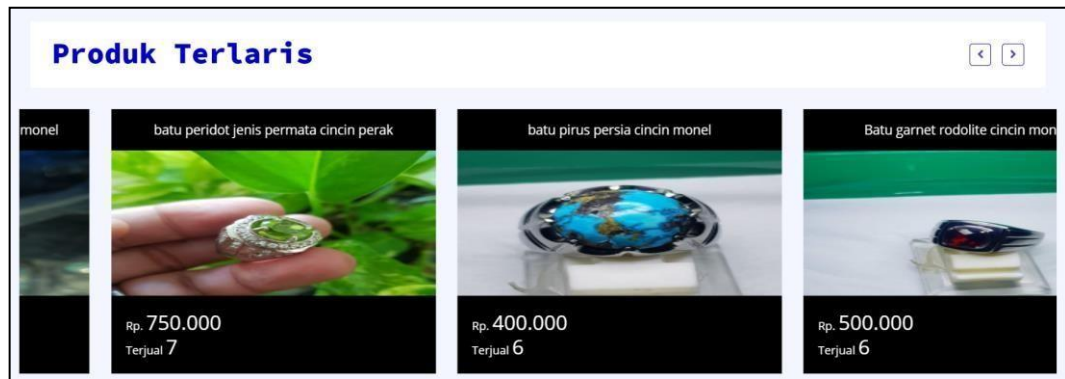 Produk Terlaris
monel
batu peridot jenis permata cincin perak
Rp. 750.000
Terjual 7
batu pirus persia cincin monel
Rp. 400.000
Terjual 6
Batu garnet rodolite cincin mon
Rp. 500.000
Terjual 6